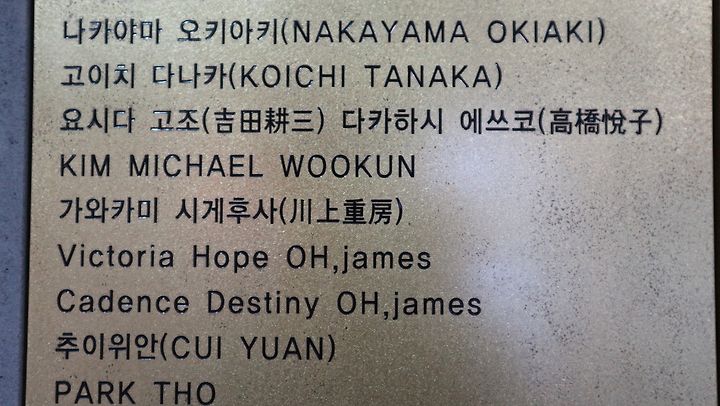 나카야마 오키아키(NAKAYAMA OKIAKI)
고이치 다나카(KOICHI TANAKA)
요시다 고조(吉田耕三) 다카하시 에쓰코(高橋悅子)
KIM MICHAEL WOOKUN
가와카미 시게후사(川上重房)
Victoria Hope OH,james
Cadence Destiny OH,james
추이위안(CUI YUAN)
PARK THO